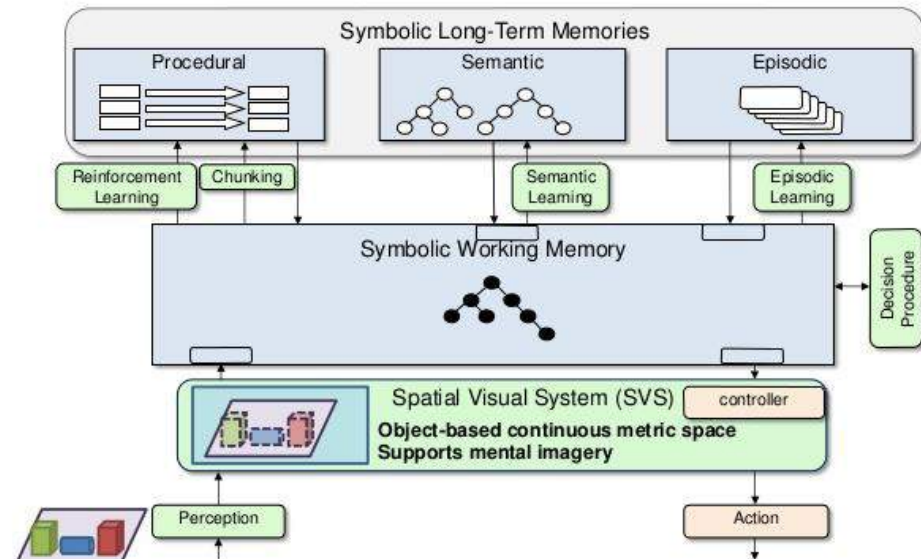 Symbolic Long-Term Memories
Procedural
Semantic
Episodic
Reinforcement
Learning
Chunking
Semantic
Learning
Episodic
Learning
Symbolic Working Memory
Decision
Procedure
Spatial Visual System (SVS)
controller
Object-based continuous metric space
Supports mental imagery
Perception
Action